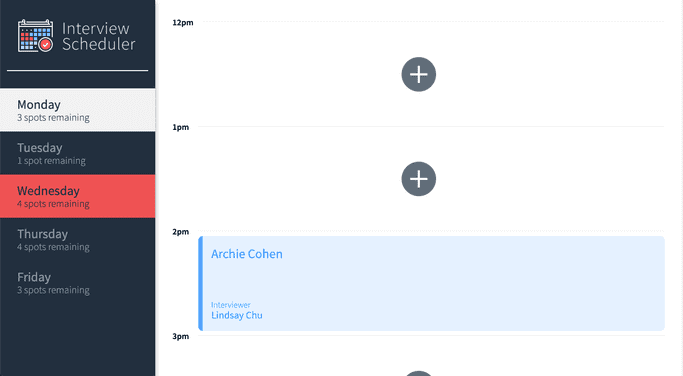 Interview
Scheduler
Monday
3 spots remaining
Tuesday
1 spot remaining
Wednesday
4 spots remaining
Thursday
4 spots remaining
Friday
3 spots remaining
12pm
1pm
2pm
Archie Cohen
Interviewer
Lindsay Chu
3pm